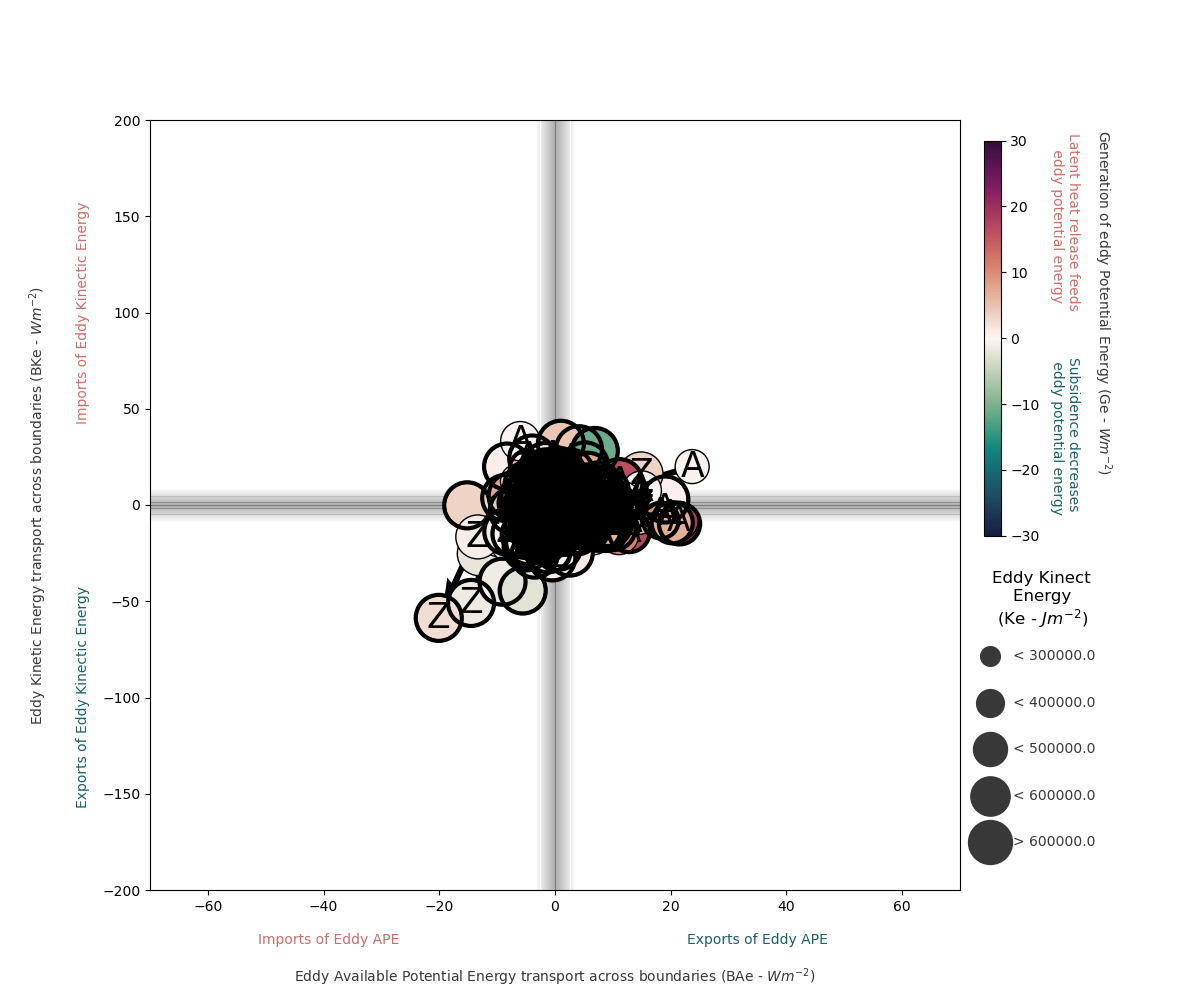 200
150
100
50
0
−50
−100
−150
−200
−60
−40
−20
0
20
40
60
Eddy Kinetic Energy transport across boundaries (BKe - Wm⁻²)
Imports of Eddy Kinectic Energy
Exports of Eddy Kinectic Energy
Imports of Eddy APE
Exports of Eddy APE
Eddy Available Potential Energy transport across boundaries (BAe - Wm⁻²)
A
Z
A
Z
Z
Z
30
20
10
0
−10
−20
−30
Latent heat release feeds
eddy potential energy
Subsidence decreases
eddy potential energy
Generation of eddy Potential Energy (Ge - Wm⁻²)
Eddy Kinect
Energy
(Ke - Jm⁻²)
< 300000.0
< 400000.0
< 500000.0
< 600000.0
> 600000.0